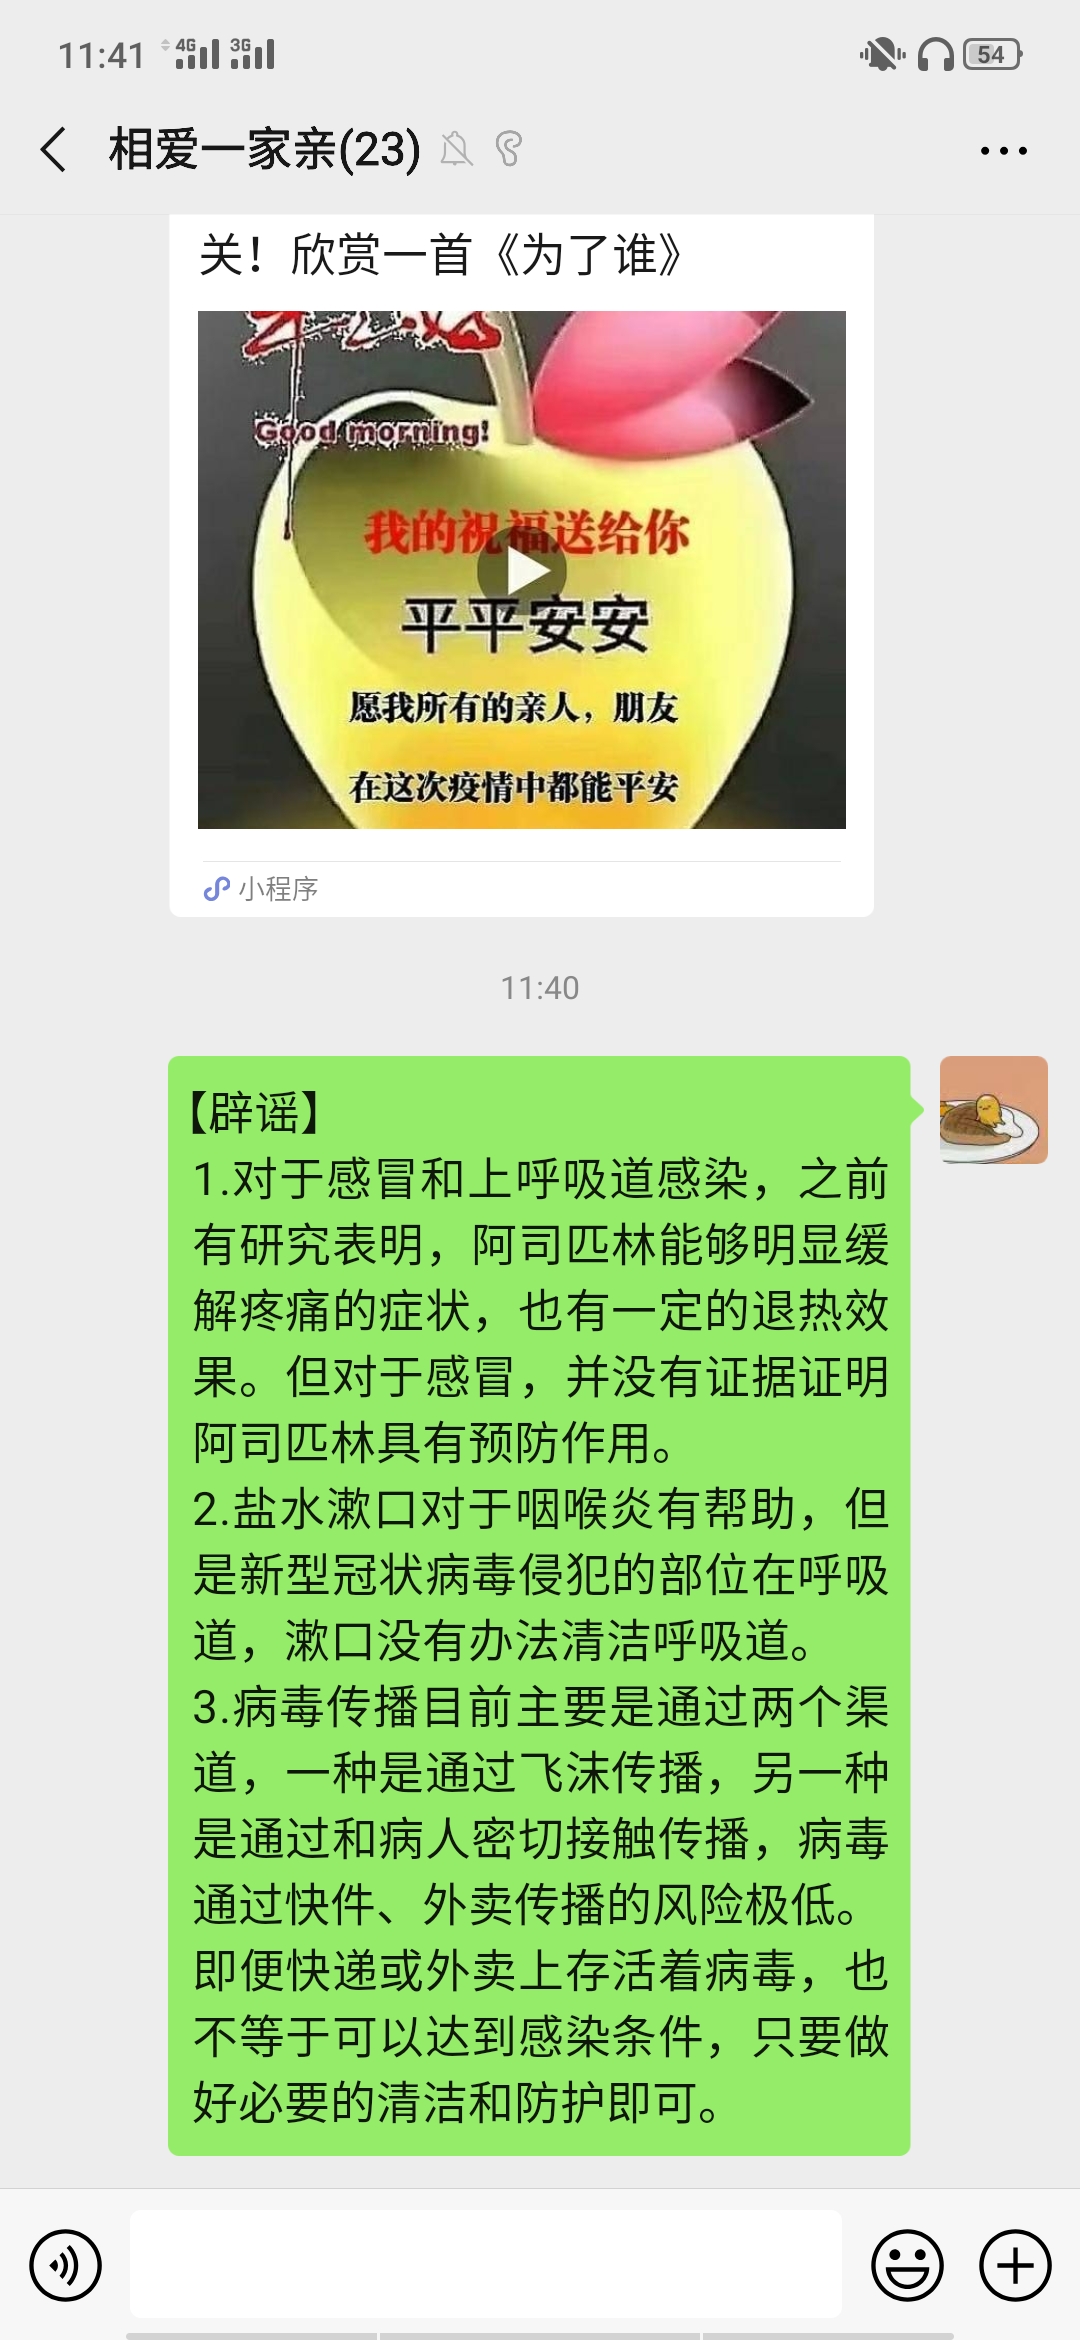 11:41 4G 3G 54
相爱一家亲(23)
关！欣赏一首《为了谁》
Good morning!
我的祝福送给你
平平安安
愿我所有的亲人，朋友
在这次疫情中都能平安
小程序
11:40
【辟谣】
1.对于感冒和上呼吸道感染，之前
有研究表明，阿司匹林能够明显缓
解疼痛的症状，也有一定的退热效
果。但对于感冒，并没有证据证明
阿司匹林具有预防作用。
2.盐水漱口对于咽喉炎有帮助，但
是新型冠状病毒侵犯的部位在呼吸
道，漱口没有办法清洁呼吸道。
3.病毒传播目前主要是通过两个渠
道，一种是通过飞沫传播，另一种
是通过和病人密切接触传播，病毒
通过快件、外卖传播的风险极低。
即便快递或外卖上存活着病毒，也
不等于可以达到感染条件，只要做
好必要的清洁和防护即可。